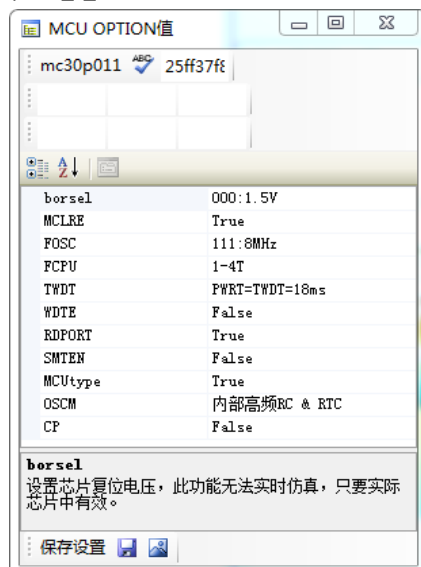 MCU OPTION值
mc30p011 ABC 25ff37f8
borsel 000:1.5V
MCLRE True
FOSC 111:8MHz
FCPU 1-4T
TWDT PWRT=TWDT=18ms
WDTE False
RDPORT True
SMTEN False
MCUtype True
OSCM 内部高频RC & RTC
CP False
borsel
设置芯片复位电压，此功能无法实时仿真，只要实际
芯片中有效。
保存设置